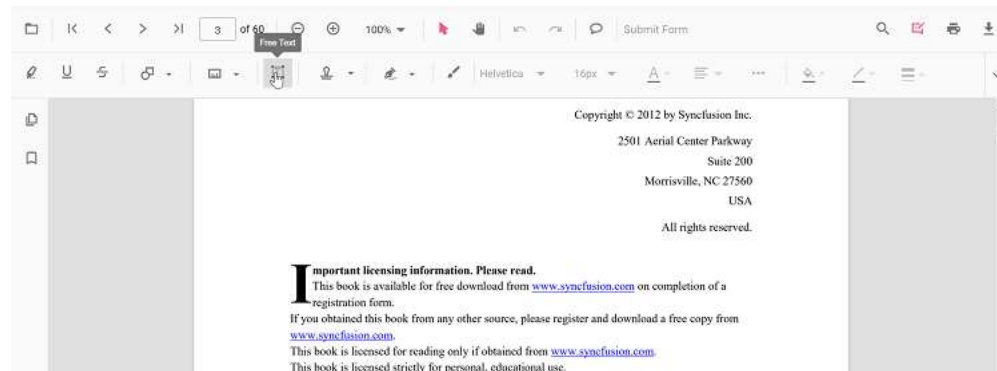 3 of 60 100% Submit Form
Free Text
Helvetica 16px A
Copyright © 2012 by Syncfusion Inc.
2501 Aerial Center Parkway
Suite 200
Morrisville, NC 27560
USA
All rights reserved.
Important licensing information. Please read.
This book is available for free download from www.syncfusion.com on completion of a
registration form.
If you obtained this book from any other source, please register and download a free copy from
www.syncfusion.com.
This book is licensed for reading only if obtained from www.syncfusion.com.
This book is licensed strictly for personal, educational use.